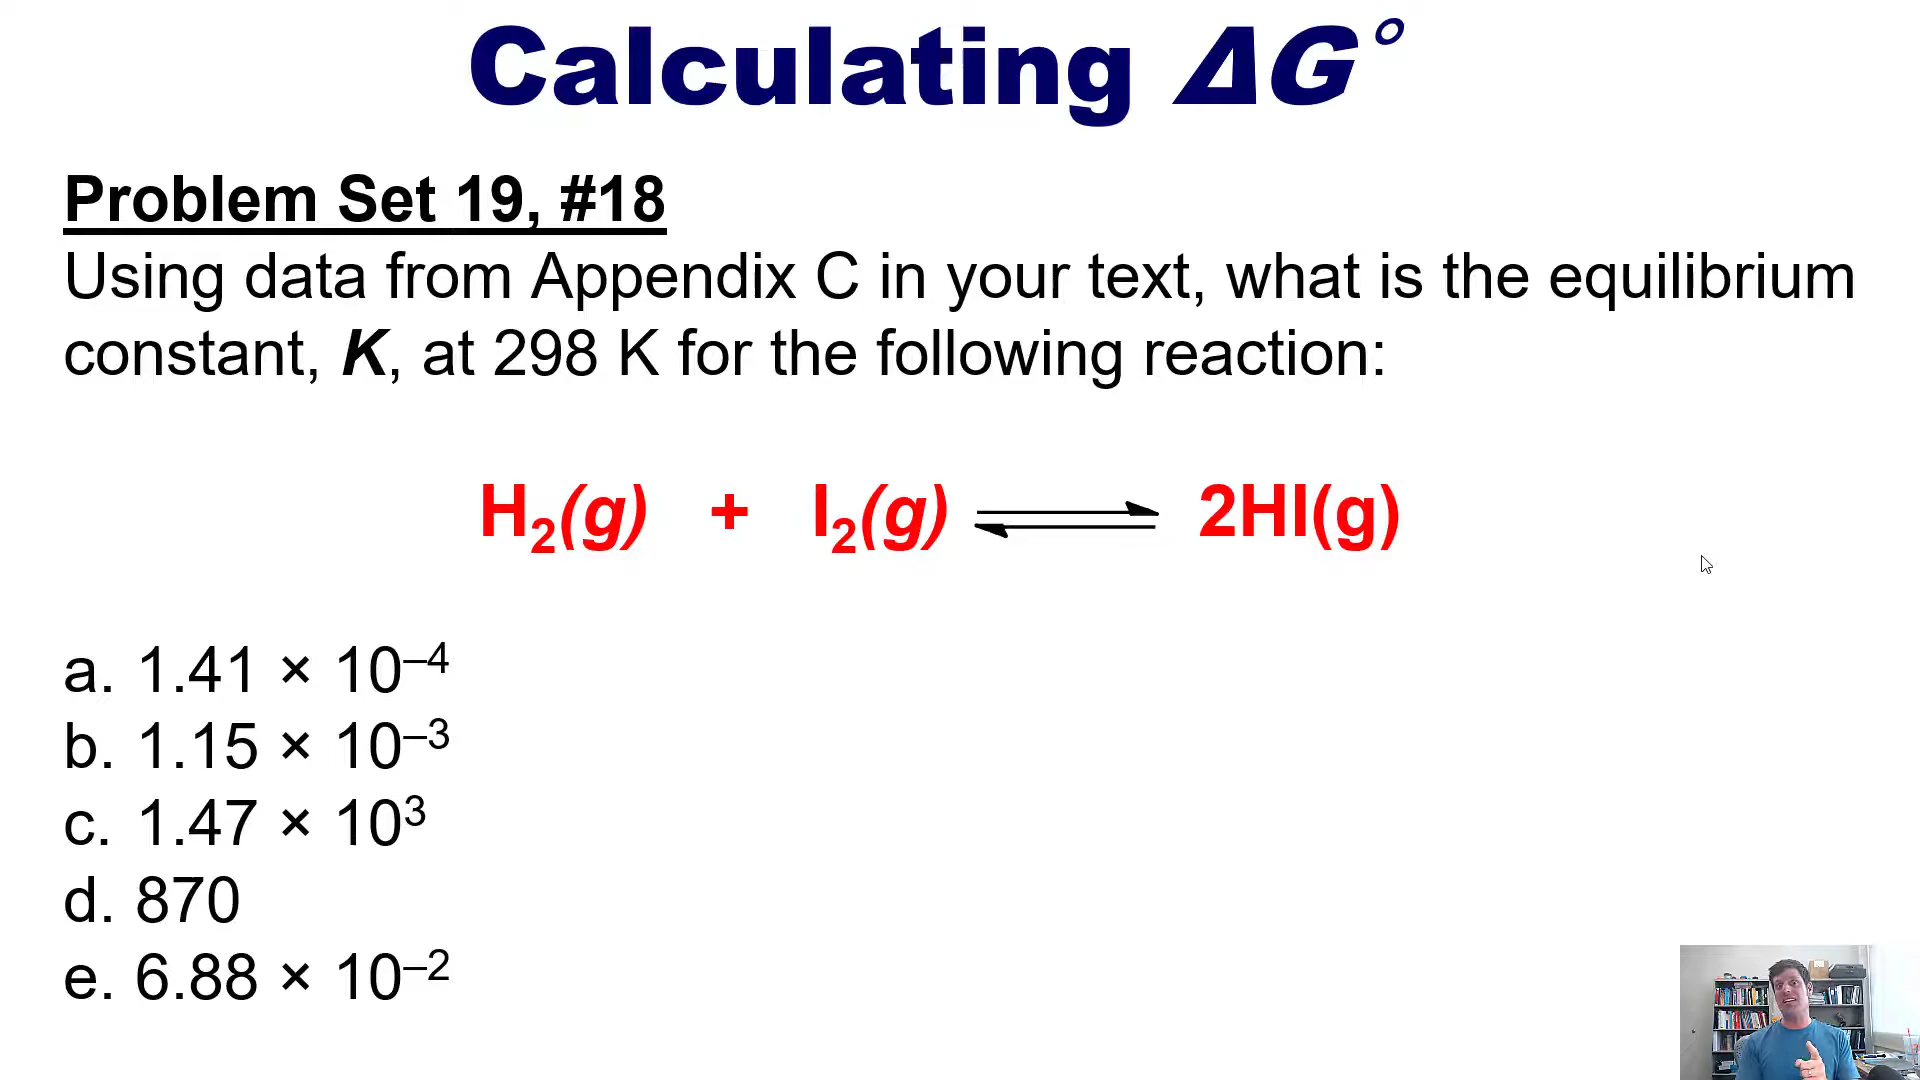 Calculating ΔG°
Problem Set 19, #18
Using data from Appendix C in your text, what is the equilibrium
constant, K, at 298 K for the following reaction:
H₂(g) + I₂(g) ⇌ 2HI(g)
a. 1.41 × 10⁻⁴
b. 1.15 × 10⁻³
c. 1.47 × 10³
d. 870
e. 6.88 × 10⁻²